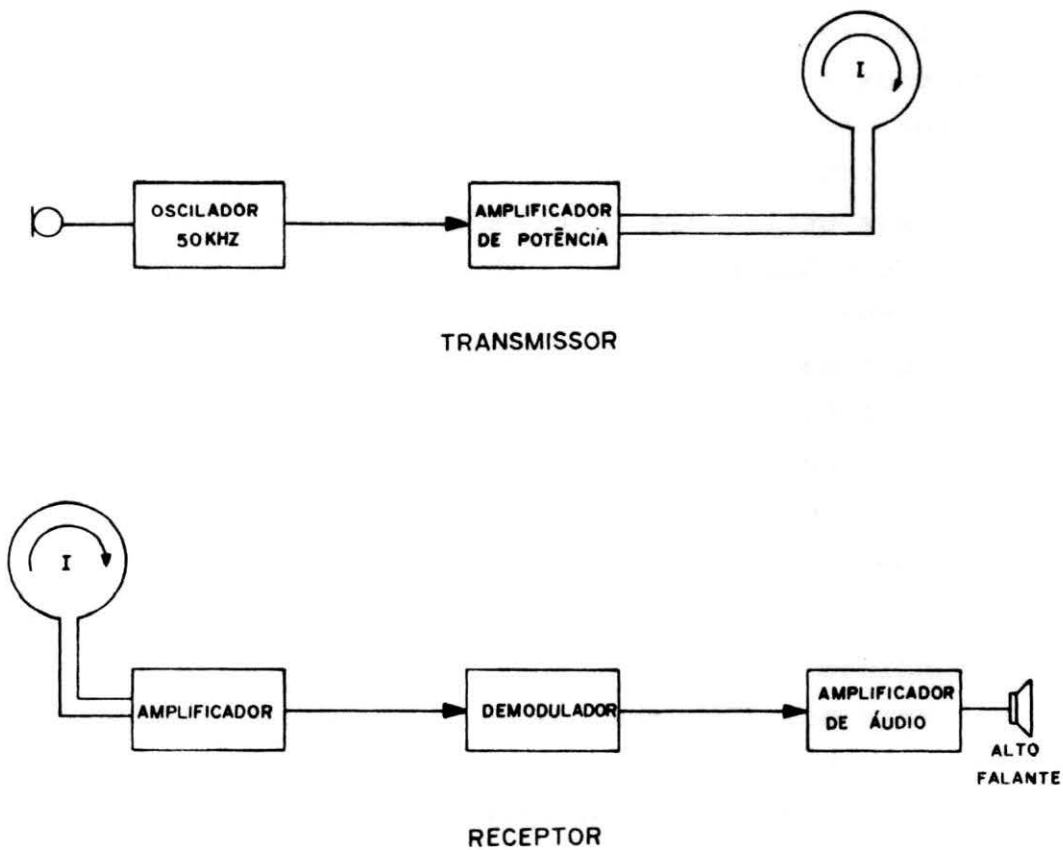 I
OSCILADOR
50KHZ
AMPLIFICADOR
DE POTÊNCIA
TRANSMISSOR
I
AMPLIFICADOR
DEMODULADOR
AMPLIFICADOR
DE ÁUDIO
ALTO
FALANTE
RECEPTOR